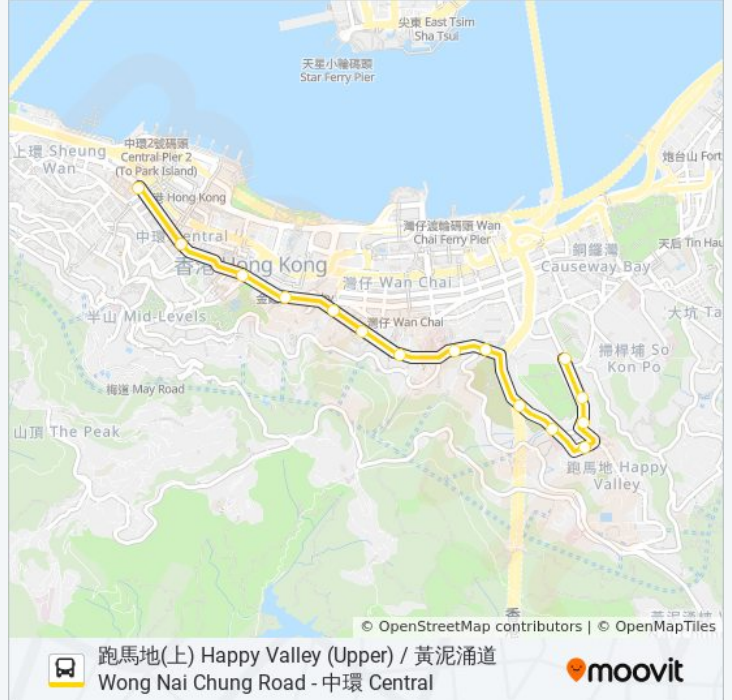 尖東 East Tsim
Sha Tsui
天星小輪碼頭
Star Ferry Pier
上環 Sheung
Wan
中環2號碼頭
Central Pier 2
(To Park Island)
港 Hong Kong
炮台山 Fort
灣仔渡輪碼頭 Wan
Chai Ferry Pier
中環 Central
銅鑼灣
Causeway Bay
天后 Tin Hau
香港 Hong Kong
灣仔 Wan Chai
半山 Mid-Levels
灣仔 Wan Chai
大坑 Ta
掃桿埔 So
Kon Po
梅道 May Road
山頂 The Peak
跑馬地 Happy
Valley
© OpenStreetMap contributors | © OpenMapTiles
跑馬地(上) Happy Valley (Upper) / 黃泥涌道
Wong Nai Chung Road - 中環 Central
moovit